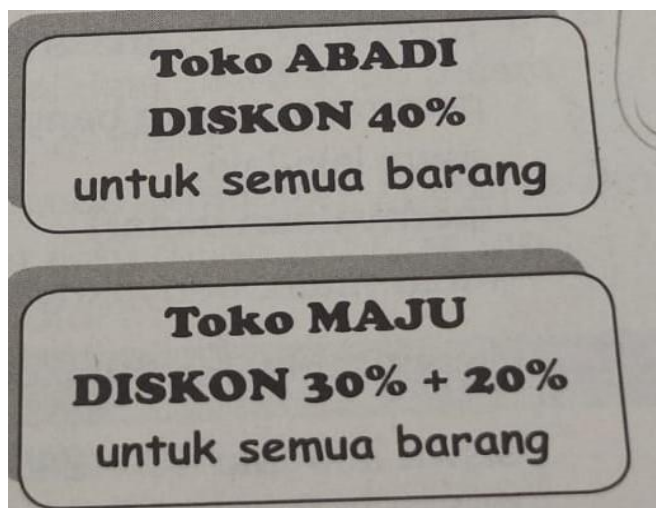 Toko ABADI
DISKON 40%
untuk semua barang
Toko MAJU
DISKON 30% + 20%
untuk semua barang